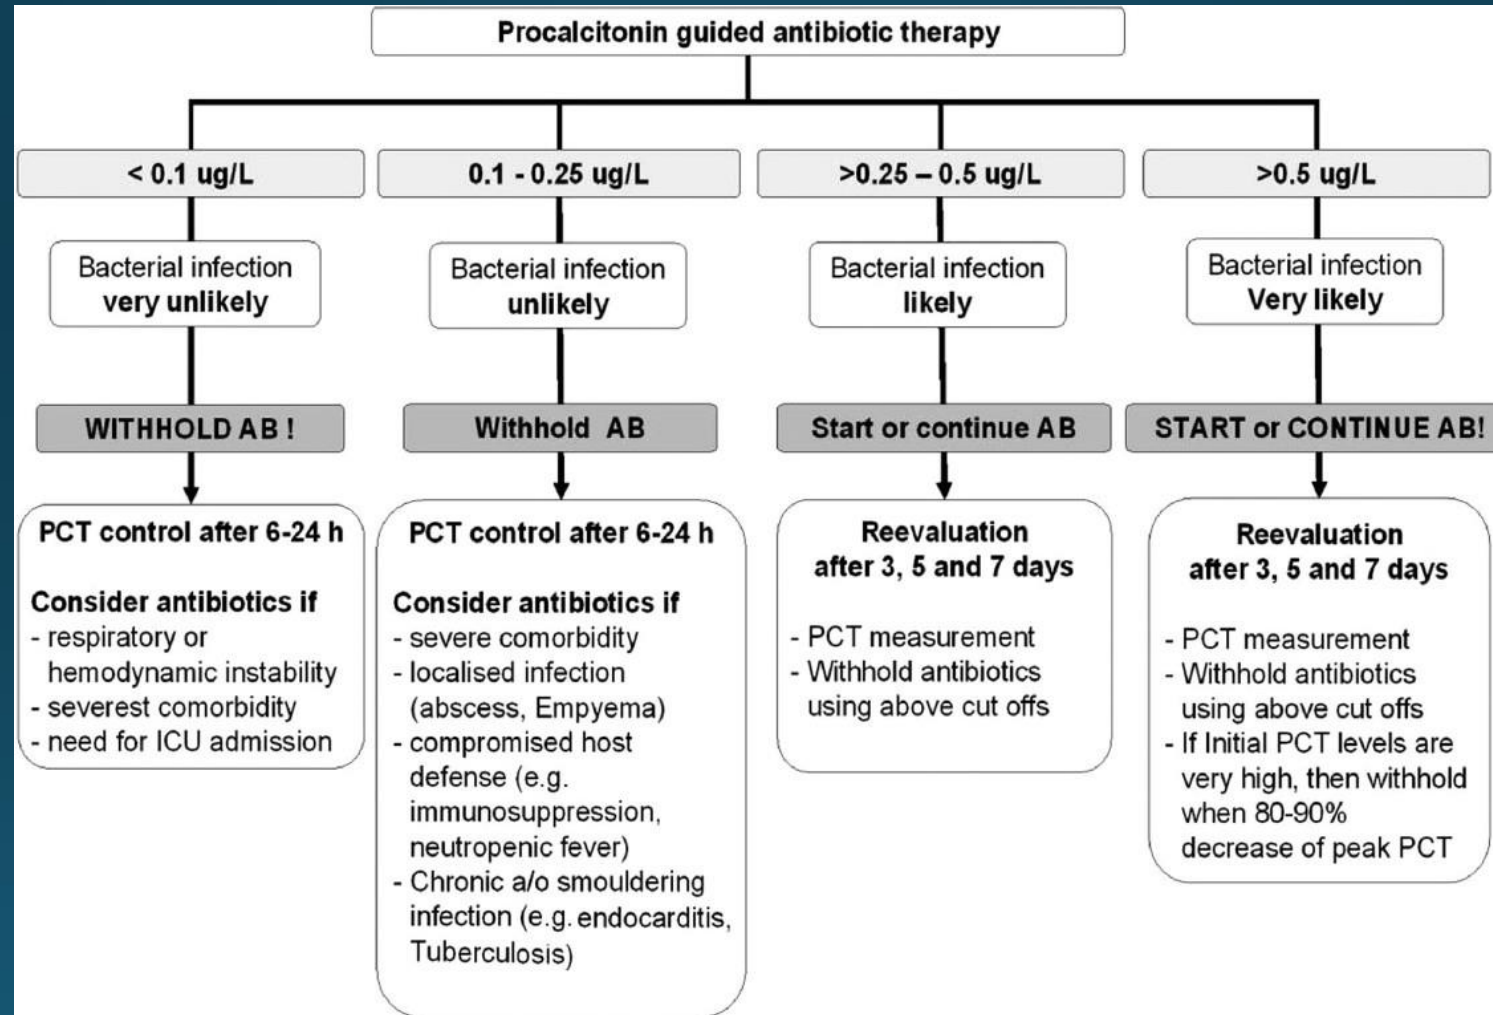 Procalcitonin guided antibiotic therapy
< 0.1 ug/L
0.1 - 0.25 ug/L
>0.25 – 0.5 ug/L
>0.5 ug/L
Bacterial infection
very unlikely
Bacterial infection
unlikely
Bacterial infection
likely
Bacterial infection
Very likely
WITHHOLD AB !
Withhold AB
Start or continue AB
START or CONTINUE AB!
PCT control after 6-24 h
Consider antibiotics if
- respiratory or
hemodynamic instability
- severest comorbidity
- need for ICU admission
PCT control after 6-24 h
Consider antibiotics if
- severe comorbidity
- localised infection
(abscess, Empyema)
- compromised host
defense (e.g.
immunosuppression,
neutropenic fever)
- Chronic a/o smouldering
infection (e.g. endocarditis,
Tuberculosis)
Reevaluation
after 3, 5 and 7 days
- PCT measurement
- Withhold antibiotics
using above cut offs
Reevaluation
after 3, 5 and 7 days
- PCT measurement
- Withhold antibiotics
using above cut offs
- If Initial PCT levels are
very high, then withhold
when 80-90%
decrease of peak PCT